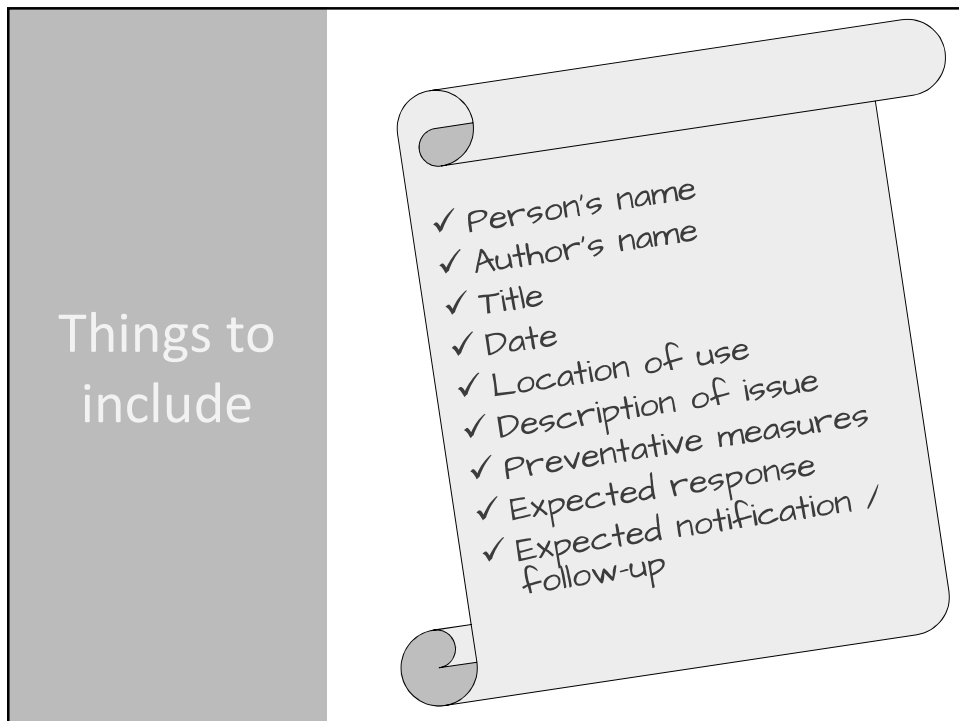 Things to
include
✓ Person's name
✓ Author's name
✓ Title
✓ Date
✓ Location of use
✓ Description of issue
✓ Preventative measures
✓ Expected response
✓ Expected notification /
follow-up